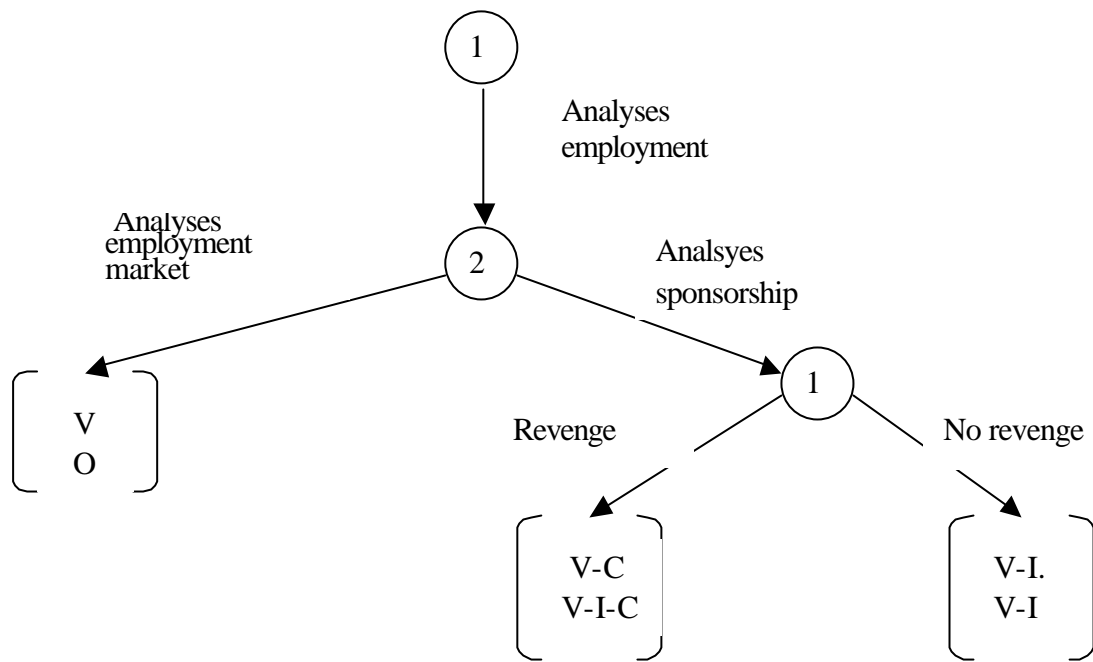 1
Analyses
employment
Analyses
employment
market
2
Analsyes
sponsorship
1
V
O
Revenge
No revenge
V-C
V-I-C
V-I.
V-I